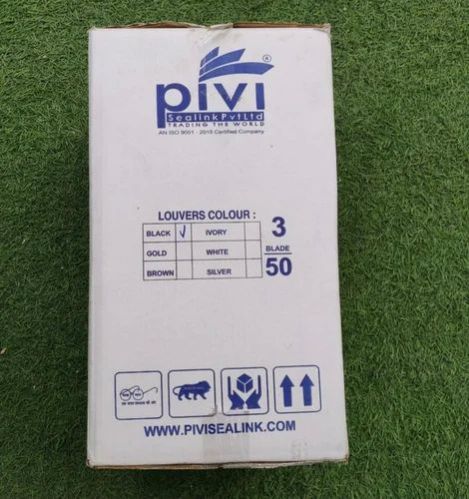 pivi
®
Sealink Pvt Ltd
TRADING THE WORLD
AN ISO 9001 - 2015 Certified Company
LOUVERS COLOUR :
BLACK √ IVORY
GOLD WHITE
BROWN SILVER
3
BLADE
50
WWW.PIVISEALINK.COM